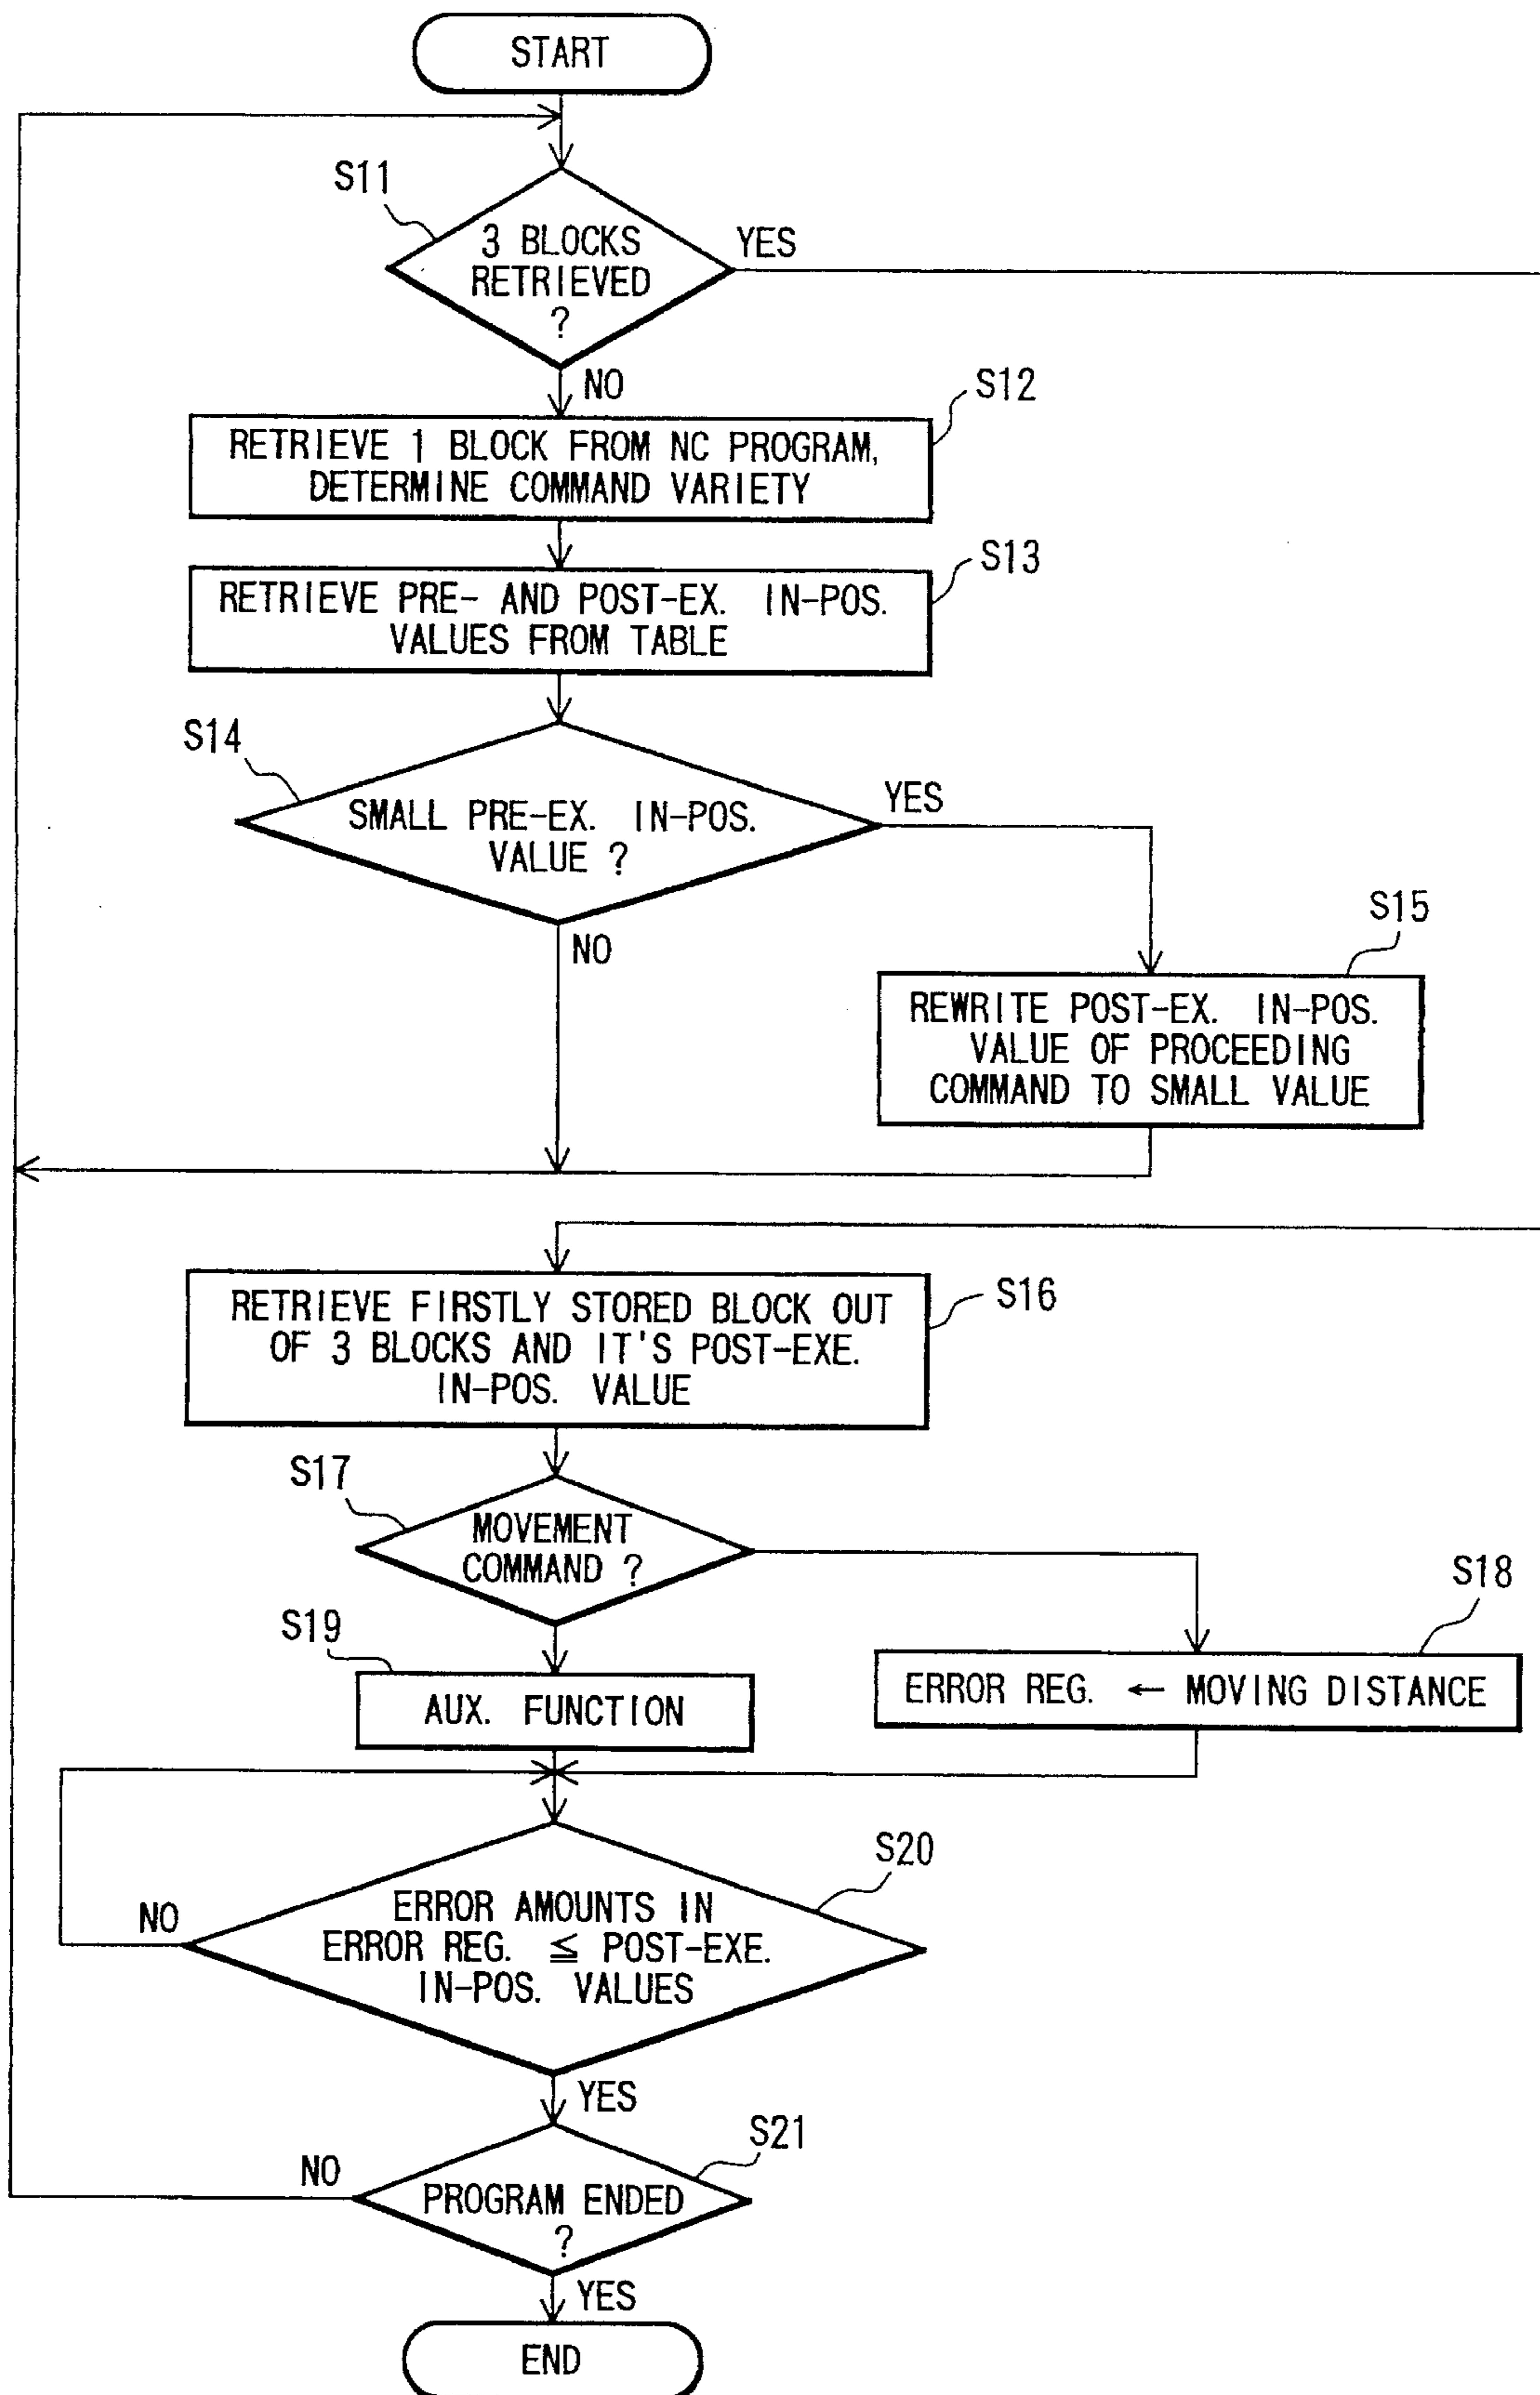 START
S11
3 BLOCKS
RETRIEVED
?
YES
NO
S12
RETRIEVE 1 BLOCK FROM NC PROGRAM,
DETERMINE COMMAND VARIETY
S13
RETRIEVE PRE- AND POST-EX. IN-POS.
VALUES FROM TABLE
S14
SMALL PRE-EX. IN-POS.
VALUE ?
YES
NO
S15
REWRITE POST-EX. IN-POS.
VALUE OF PROCEEDING
COMMAND TO SMALL VALUE
S16
RETRIEVE FIRSTLY STORED BLOCK OUT
OF 3 BLOCKS AND IT'S POST-EXE.
IN-POS. VALUE
S17
MOVEMENT
COMMAND ?
S18
ERROR REG. ← MOVING DISTANCE
S19
AUX. FUNCTION
S20
ERROR AMOUNTS IN
ERROR REG. ≦ POST-EXE.
IN-POS. VALUES
NO
YES
S21
PROGRAM ENDED
?
NO
YES
END